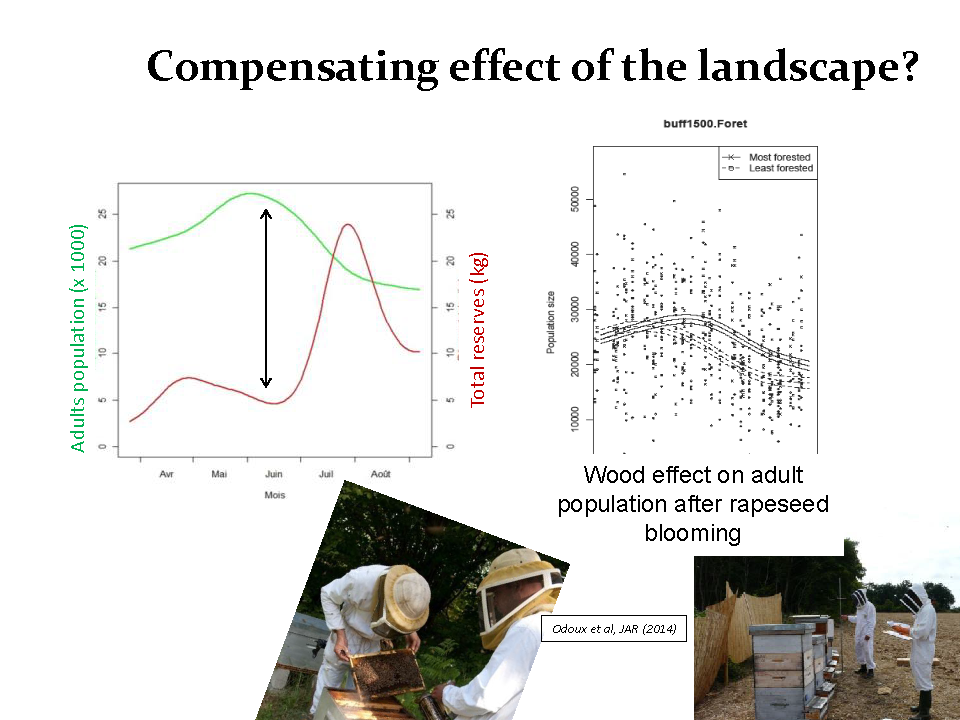 Compensating effect of the landscape?
Adults population (x 1000)
25
20
15
10
5
0
25
20
15
10
5
0
Total reserves (kg)
Avr Mai Juin Juil Août
Mois
buff1500.Foret
Most forested
Least forested
Population size
50000
40000
30000
20000
10000
Wood effect on adult
population after rapeseed
blooming
Odoux et al, JAR (2014)